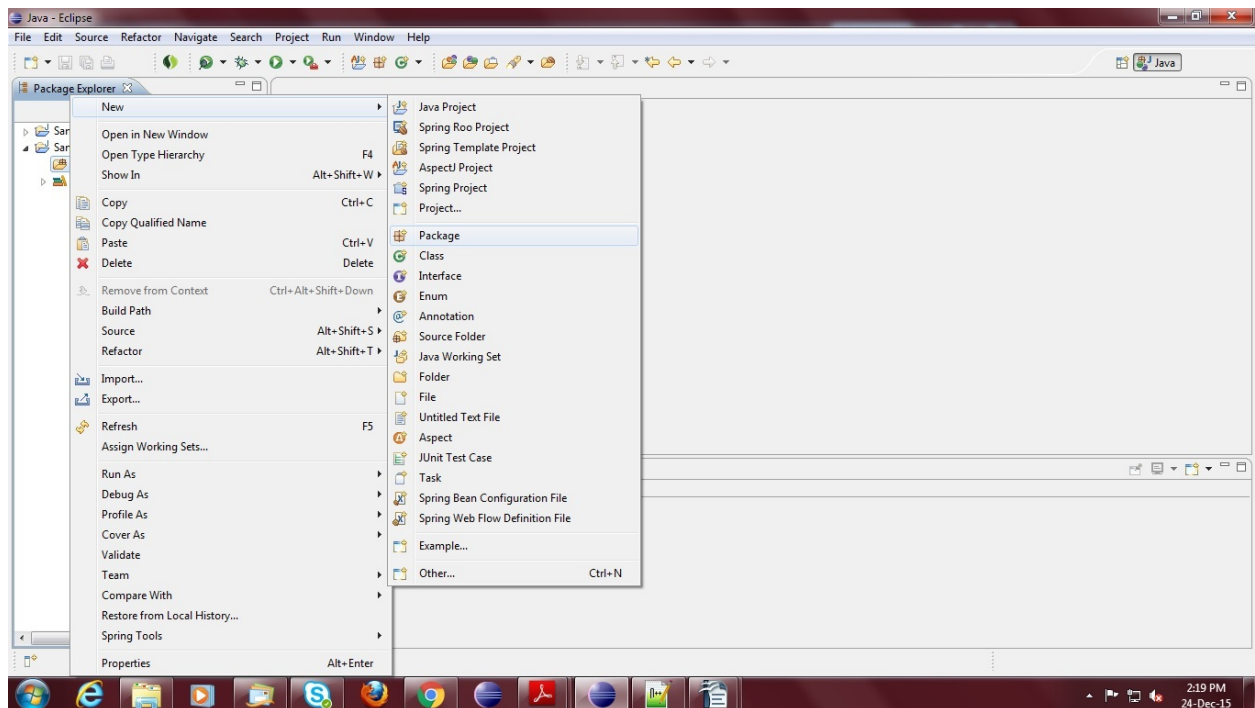 Java - Eclipse
File Edit Source Refactor Navigate Search Project Run Window Help
Java
Package Explorer
New
Open in New Window
Open Type Hierarchy F4
Show In Alt+Shift+W
Copy Ctrl+C
Copy Qualified Name
Paste Ctrl+V
Delete Delete
Remove from Context Ctrl+Alt+Shift+Down
Build Path
Source Alt+Shift+S
Refactor Alt+Shift+T
Import...
Export...
Refresh F5
Assign Working Sets...
Run As
Debug As
Profile As
Cover As
Validate
Team
Compare With
Restore from Local History...
Spring Tools
Properties Alt+Enter
Java Project
Spring Roo Project
Spring Template Project
AspectJ Project
Spring Project
Project...
Package
Class
Interface
Enum
Annotation
Source Folder
Java Working Set
Folder
File
Untitled Text File
Aspect
JUnit Test Case
Task
Spring Bean Configuration File
Spring Web Flow Definition File
Example...
Other... Ctrl+N
San
San
2:19 PM
24-Dec-15